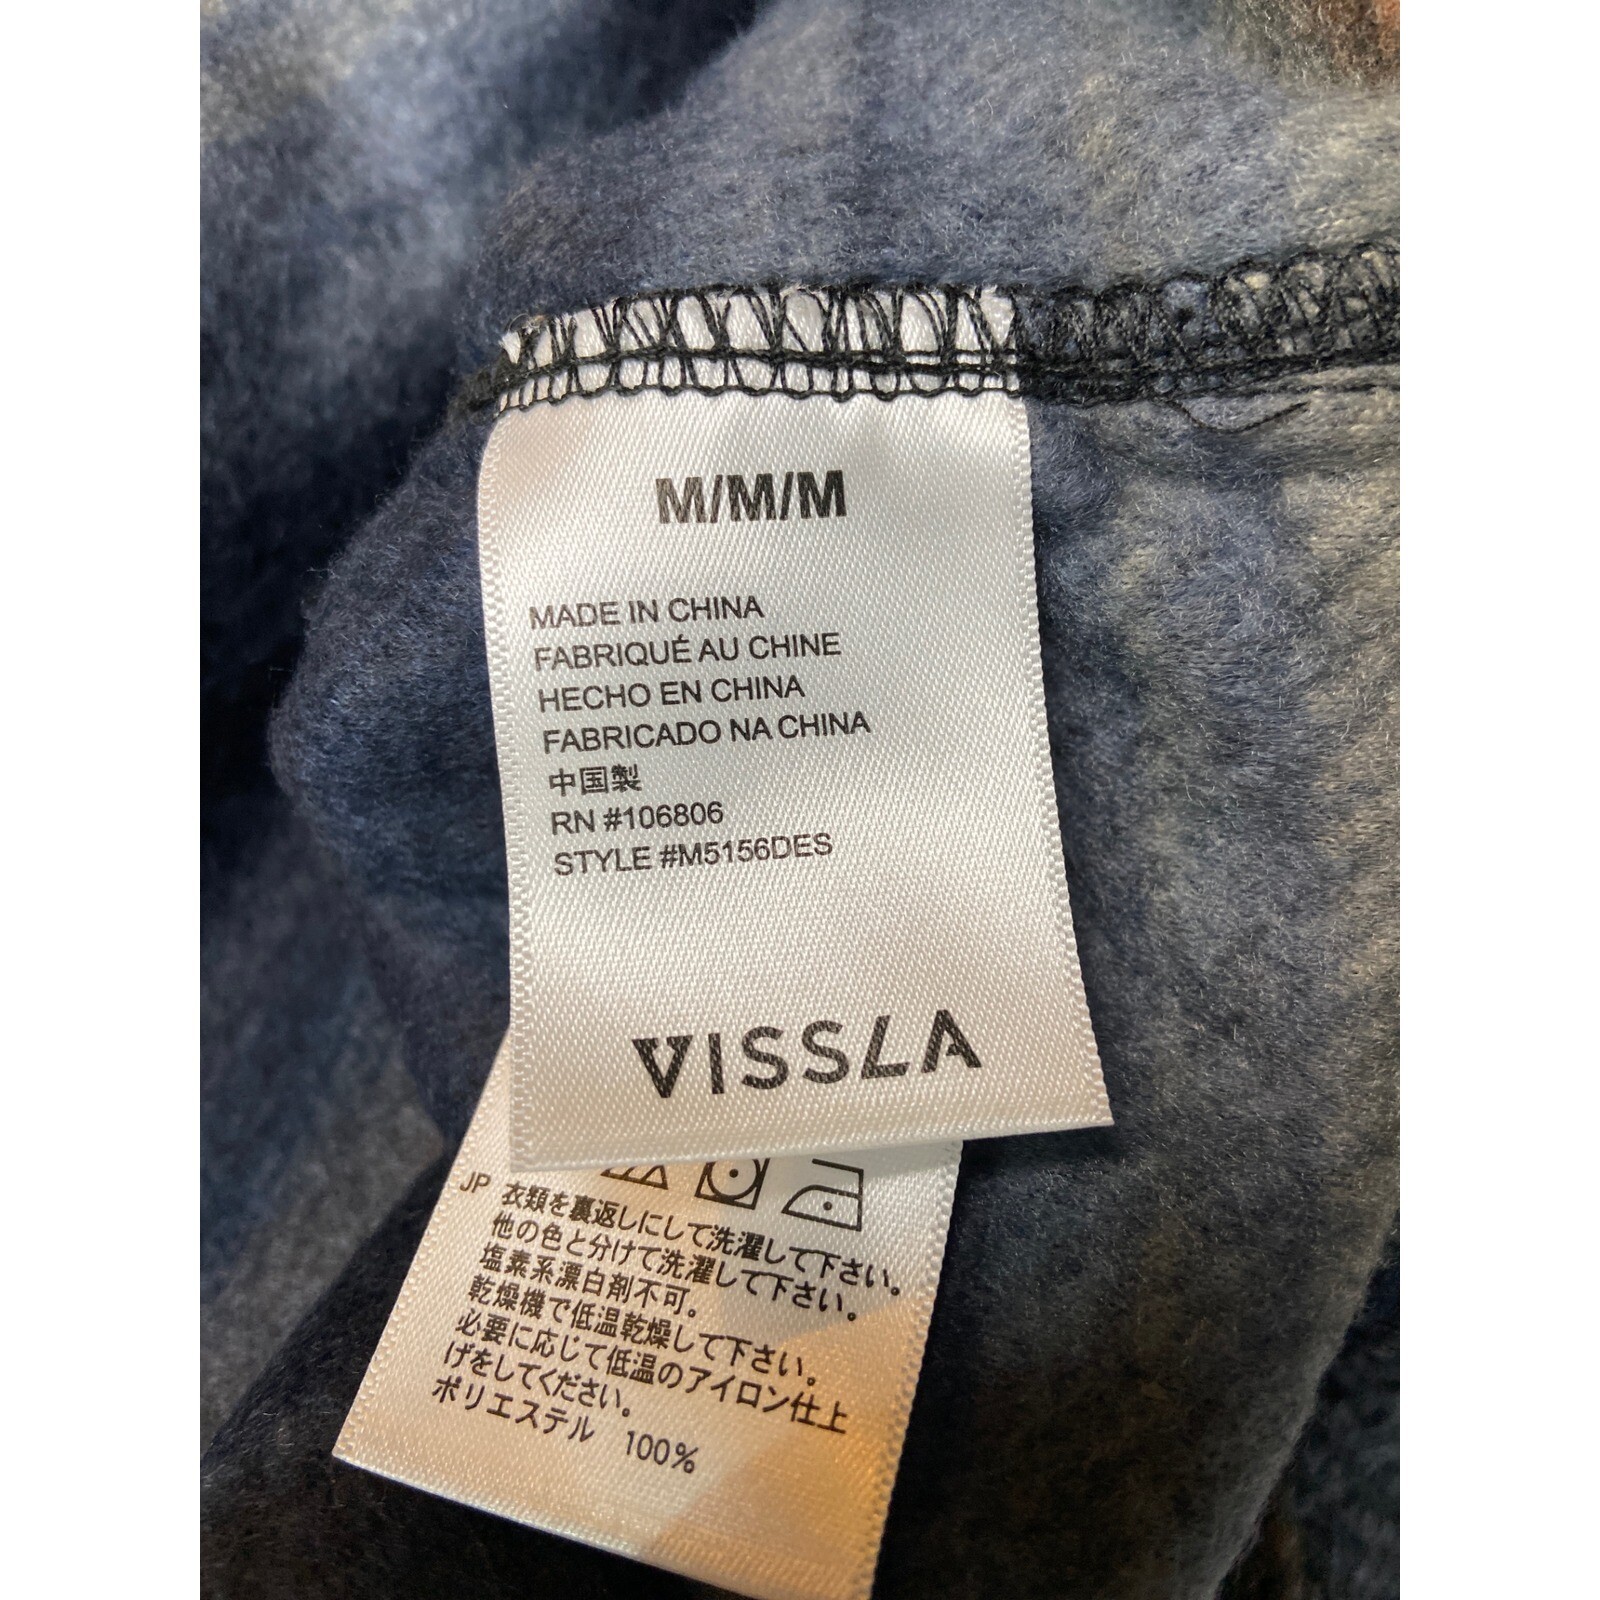 M/M/M
MADE IN CHINA
FABRIQUÉ AU CHINE
HECHO EN CHINA
FABRICADO NA CHINA
中国製
RN #106806
STYLE #M5156DES
VISSLA
JP 衣類を裏返しにして洗濯して下さい。
他の色と分けて洗濯して下さい。
塩素系漂白剤不可。
乾燥機で低温乾燥して下さい。
必要に応じて低温のアイロン仕上
げをしてください。
ポリエステル 100%